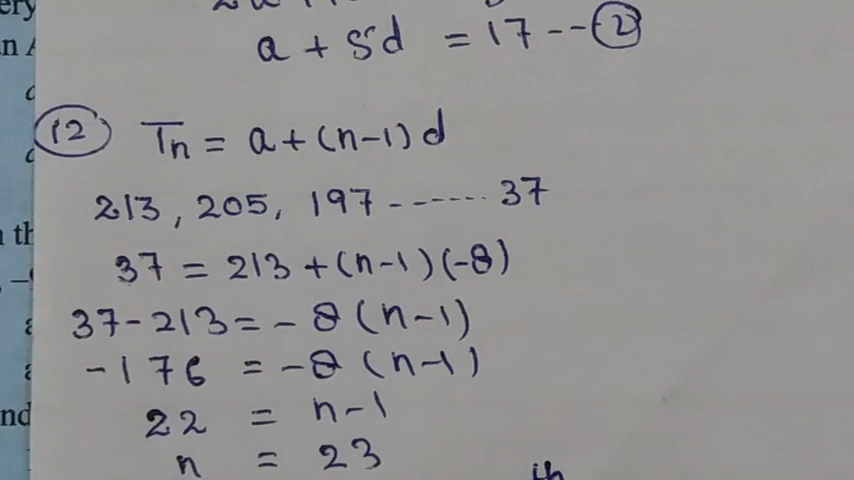 a + 5d = 17 -- ②
⑫ Tn = a + (n-1) d
213, 205, 197 ------- 37
37 = 213 + (n-1) (-8)
37 - 213 = - 8 (n-1)
-176 = -8 (n-1)
22 = n-1
n = 23
th